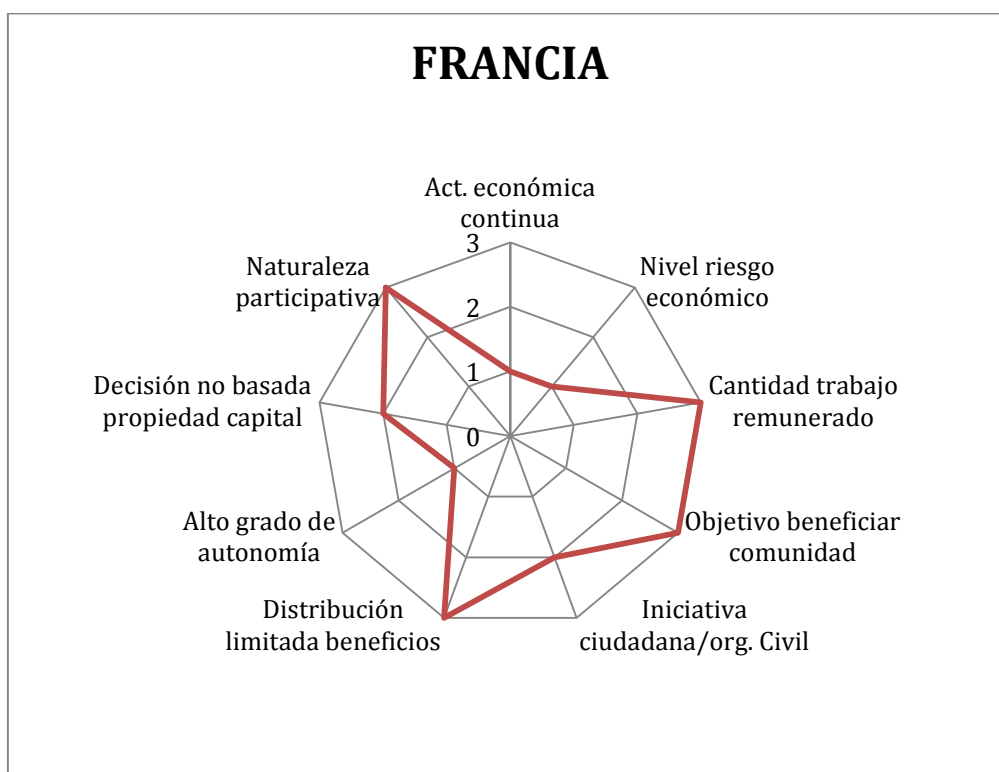 FRANCIA
Act. económica
continua
3
2
1
0
Nivel riesgo
económico
Cantidad trabajo
remunerado
Objetivo beneficiar
comunidad
Iniciativa
ciudadana/org. Civil
Distribución
limitada beneficios
Alto grado de
autonomía
Decisión no basada
propiedad capital
Naturaleza
participativa